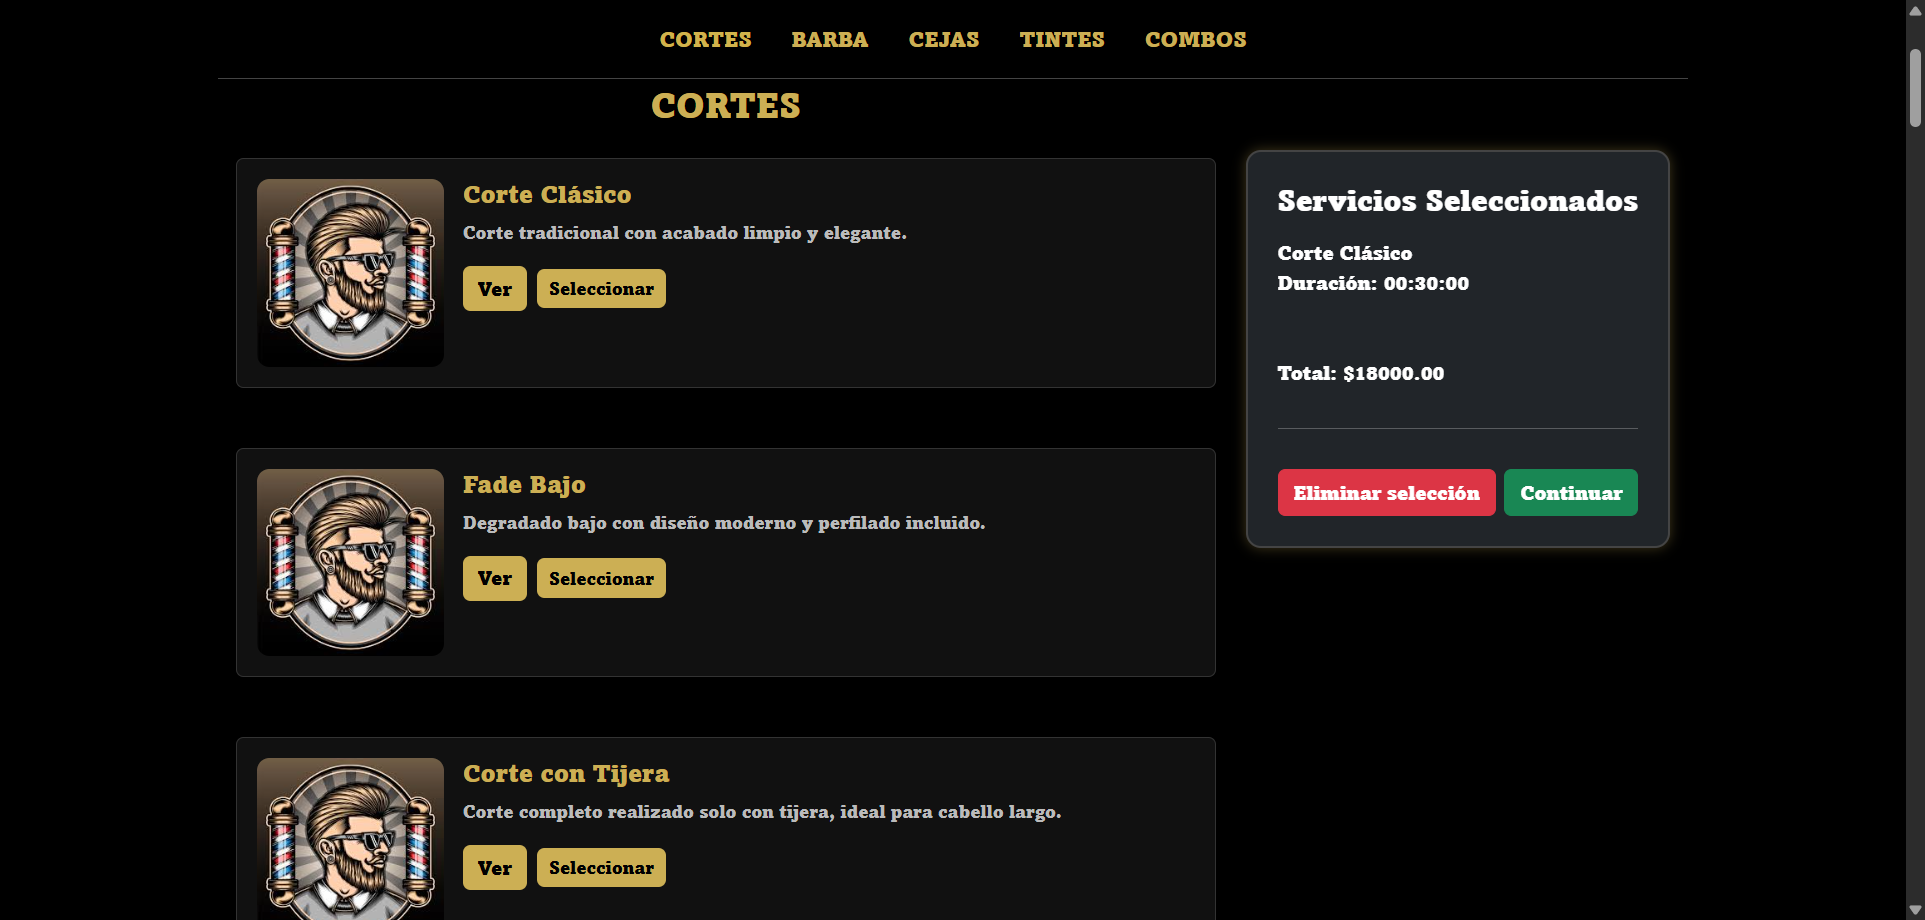 CORTES BARBA CEJAS TINTES COMBOS
CORTES
Corte Clásico
Corte tradicional con acabado limpio y elegante.
Ver Seleccionar
Fade Bajo
Degradado bajo con diseño moderno y perfilado incluido.
Ver Seleccionar
Corte con Tijera
Corte completo realizado solo con tijera, ideal para cabello largo.
Ver Seleccionar
Servicios Seleccionados
Corte Clásico
Duración: 00:30:00
Total: $18000.00
Eliminar selección Continuar